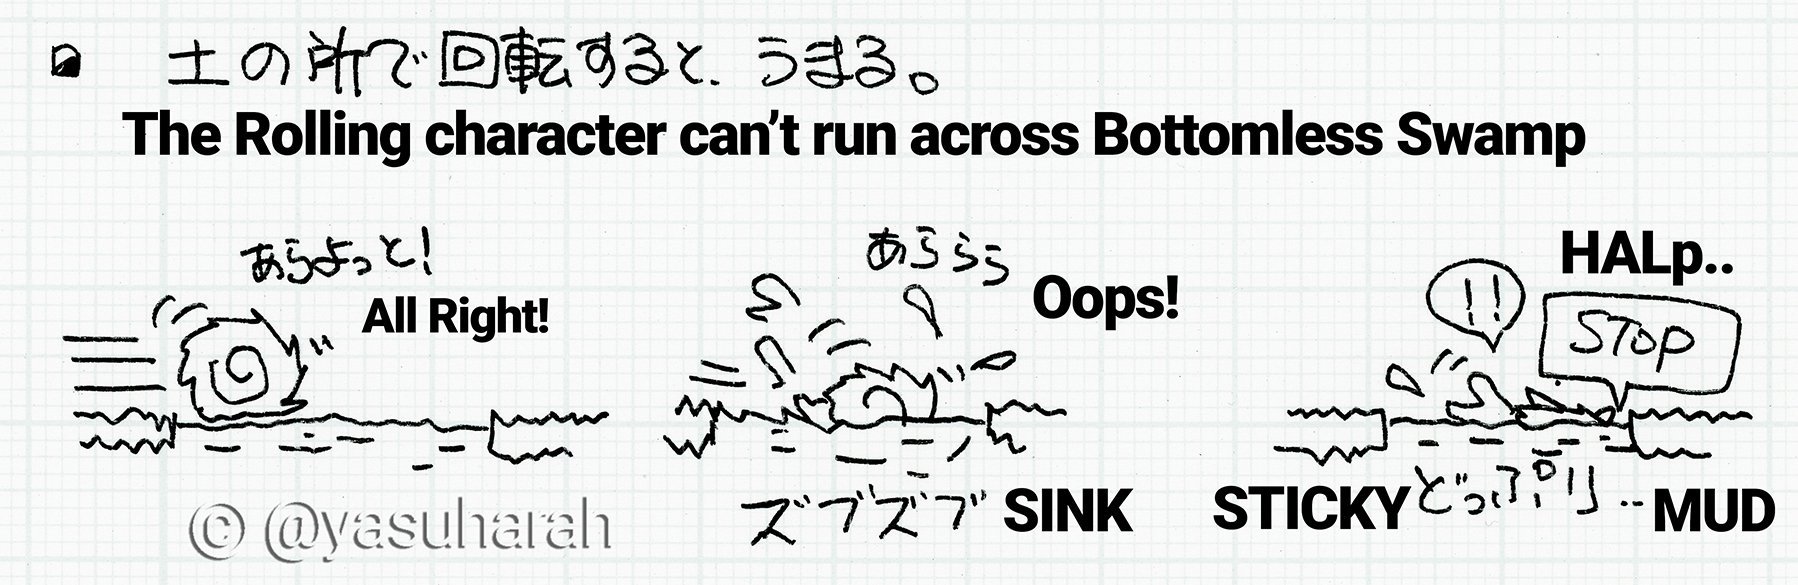 土の所で回転すると、うまる。
The Rolling character can't run across Bottomless Swamp
あらよっと!
All Right!
あららら
Oops!
HALp..
!!
STOP
ズブズブ SINK
STICKY どっぷり.. MUD
© @yasuharah